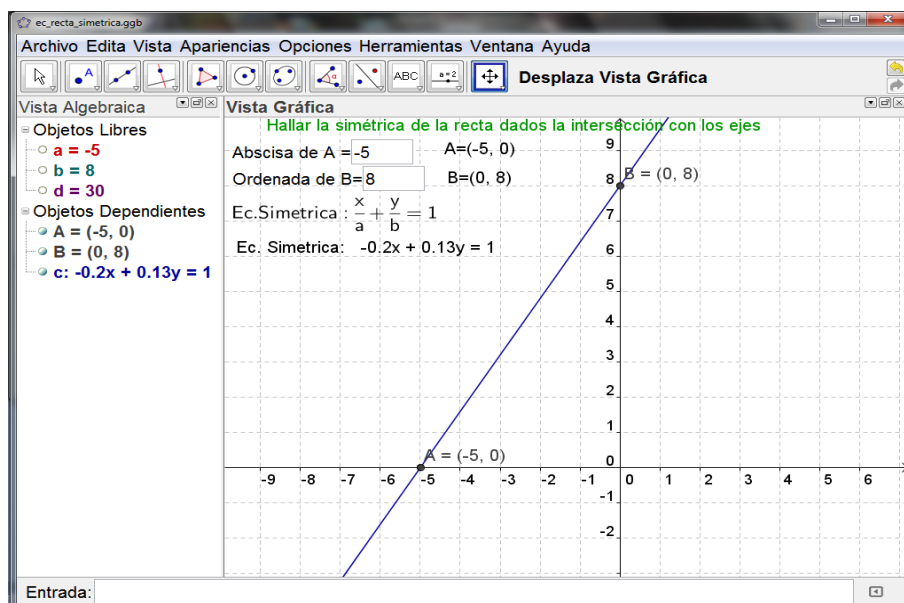 ec_recta_simetrica.ggb
Archivo Edita Vista Apariencias Opciones Herramientas Ventana Ayuda
A
α
ABC
a=2
Desplaza Vista Gráfica
Vista Algebraica
Objetos Libres
a = -5
b = 8
d = 30
Objetos Dependientes
A = (-5, 0)
B = (0, 8)
c: -0.2x + 0.13y = 1
Vista Gráfica
Hallar la simétrica de la recta dados la intersección con los ejes
Abscisa de A = -5
A=(-5, 0)
Ordenada de B= 8
B=(0, 8)
Ec.Simetrica : x/a + y/b = 1
Ec. Simetrica: -0.2x + 0.13y = 1
9
B = (0, 8)
8
7
6
5
4
3
2
1
A = (-5, 0)
0
-9 -8 -7 -6 -5 -4 -3 -2 -1 0 1 2 3 4 5 6
-1
-2
Entrada: